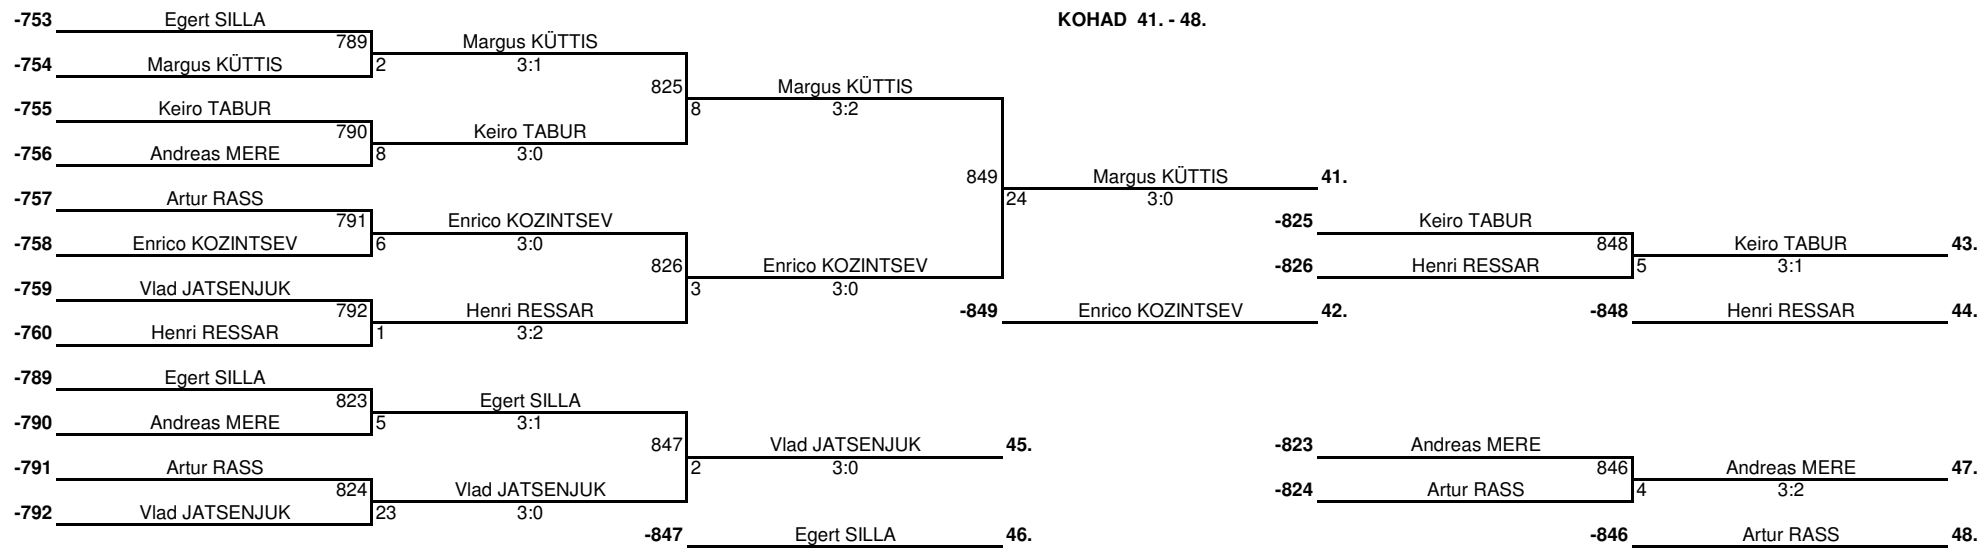 -753 Egert SILLA KOHAD 41. - 48.
789 Margus KÜTTIS
-754 Margus KÜTTIS 2 3:1
825 Margus KÜTTIS
-755 Keiro TABUR 8 3:2
790 Keiro TABUR
-756 Andreas MERE 8 3:0
849 Margus KÜTTIS 41.
-757 Artur RASS 24 3:0
791 Enrico KOZINTSEV -825 Keiro TABUR
-758 Enrico KOZINTSEV 6 3:0 848 Keiro TABUR 43.
826 Enrico KOZINTSEV -826 Henri RESSAR 5 3:1
-759 Vlad JATSENJUK 3 3:0
792 Henri RESSAR -849 Enrico KOZINTSEV 42. -848 Henri RESSAR 44.
-760 Henri RESSAR 1 3:2
-789 Egert SILLA
823 Egert SILLA
-790 Andreas MERE 5 3:1
847 Vlad JATSENJUK 45. -823 Andreas MERE
-791 Artur RASS 2 3:0 846 Andreas MERE 47.
824 Vlad JATSENJUK -824 Artur RASS 4 3:2
-792 Vlad JATSENJUK 23 3:0
-847 Egert SILLA 46. -846 Artur RASS 48.